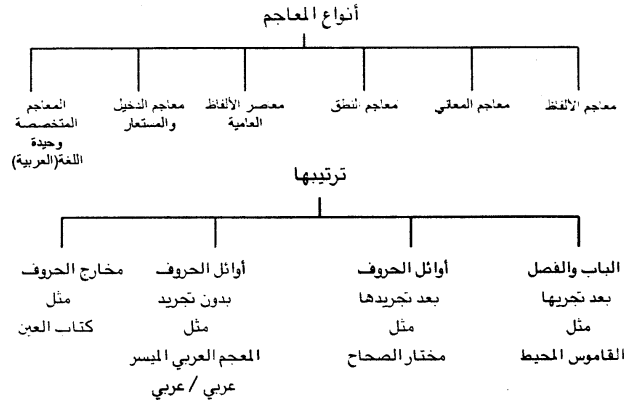 أنواع المعاجم
معاجم الألفاظ
معاجم المعاني
معاجم النطق
معصر الألفاظ
العامية
معاجم الدخيل
والمستعار
المعاجم
المتخصصة
وحيدة
اللغة(العربية)
ترتيبها
الباب والفصل
بعد تجريها
مثل
القاموس المحيط
أوائل الحروف
بعد تجريدها
مثل
مختار الصحاح
أوائل الحروف
بدون تجريد
مثل
المعجم العربي الميسر
عربي / عربي
مخارج الحروف
مثل
كتاب العين